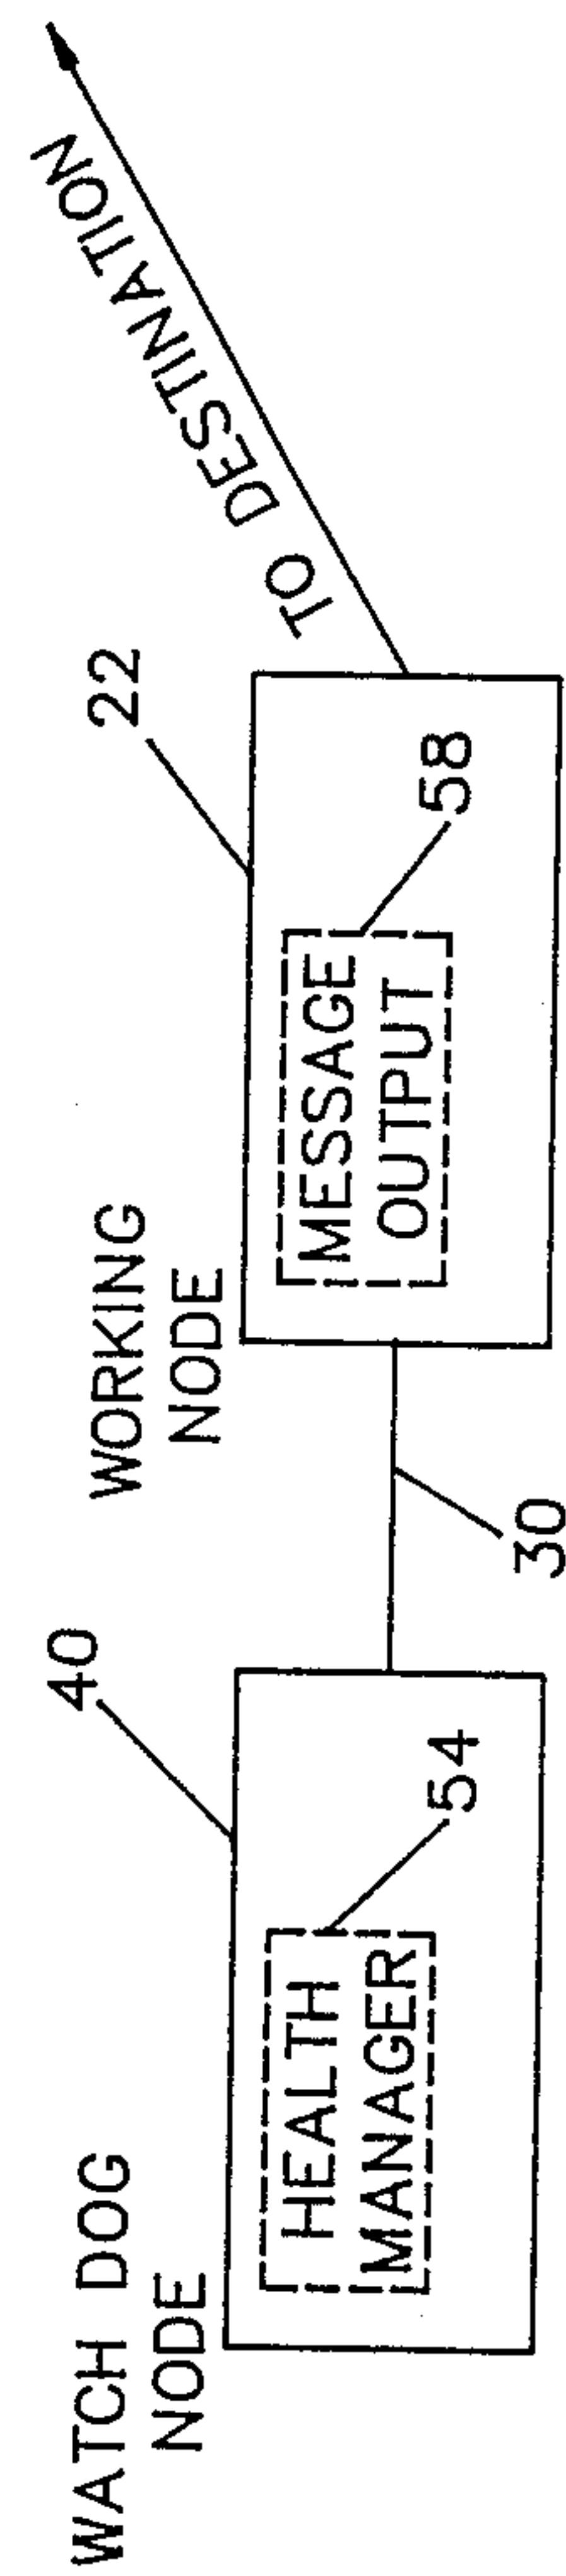 WATCH DOG
NODE
40
HEALTH
MANAGER
54
30
WORKING
NODE
22
MESSAGE
OUTPUT
58
TO DESTINATION